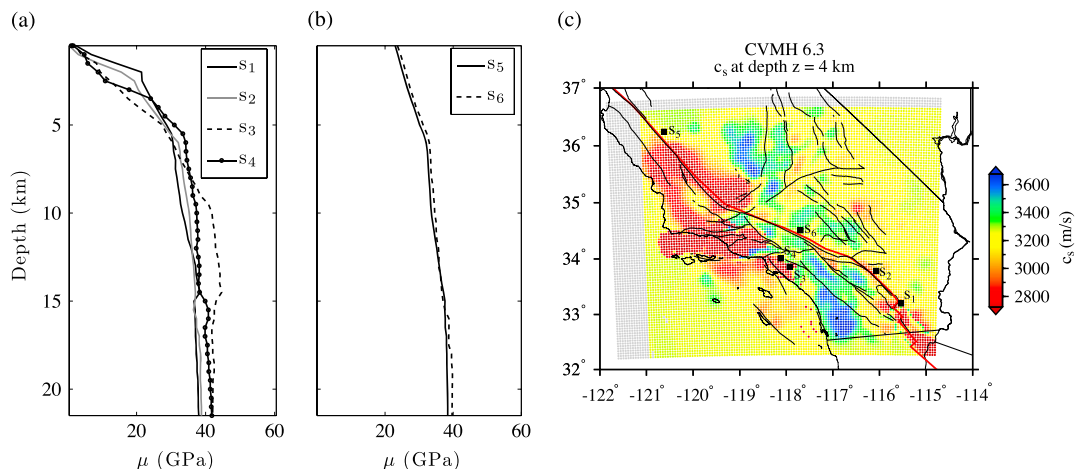 (a)
(b)
(c)
s1
s2
s3
s4
5
10
15
20
Depth (km)
0
20
40
60
μ (GPa)
s5
s6
0
20
40
60
μ (GPa)
CVMH 6.3
cs at depth z = 4 km
37°
36°
35°
34°
33°
32°
-122°
-121°
-120°
-119°
-118°
-117°
-116°
-115°
-114°
S5
S6
S4
S3
S2
S1
3600
3400
3200
3000
2800
cs (m/s)